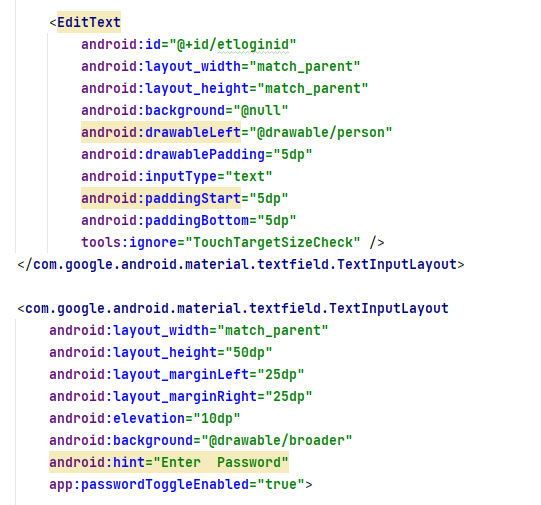 <EditText
android:id="@+id/etloginid"
android:layout_width="match_parent"
android:layout_height="match_parent"
android:background="@null"
android:drawableLeft="@drawable/person"
android:drawablePadding="5dp"
android:inputType="text"
android:paddingStart="5dp"
android:paddingBottom="5dp"
tools:ignore="TouchTargetSizeCheck" />
</com.google.android.material.textfield.TextInputLayout>
<com.google.android.material.textfield.TextInputLayout
android:layout_width="match_parent"
android:layout_height="50dp"
android:layout_marginLeft="25dp"
android:layout_marginRight="25dp"
android:elevation="10dp"
android:background="@drawable/broader"
android:hint="Enter  Password"
app:passwordToggleEnabled="true">